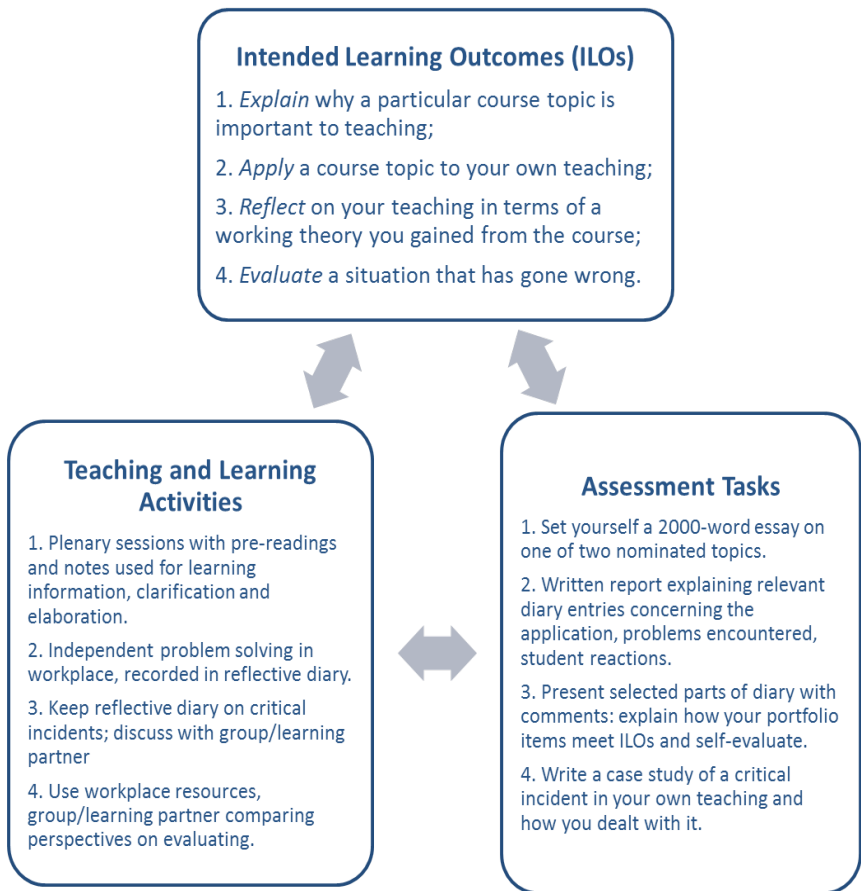 Intended Learning Outcomes (ILOs)
1. Explain why a particular course topic is
important to teaching;
2. Apply a course topic to your own teaching;
3. Reflect on your teaching in terms of a
working theory you gained from the course;
4. Evaluate a situation that has gone wrong.
Teaching and Learning
Activities
1. Plenary sessions with pre-readings
and notes used for learning
information, clarification and
elaboration.
2. Independent problem solving in
workplace, recorded in reflective diary.
3. Keep reflective diary on critical
incidents; discuss with group/learning
partner
4. Use workplace resources,
group/learning partner comparing
perspectives on evaluating.
Assessment Tasks
1. Set yourself a 2000-word essay on
one of two nominated topics.
2. Written report explaining relevant
diary entries concerning the
application, problems encountered,
student reactions.
3. Present selected parts of diary with
comments: explain how your portfolio
items meet ILOs and self-evaluate.
4. Write a case study of a critical
incident in your own teaching and
how you dealt with it.